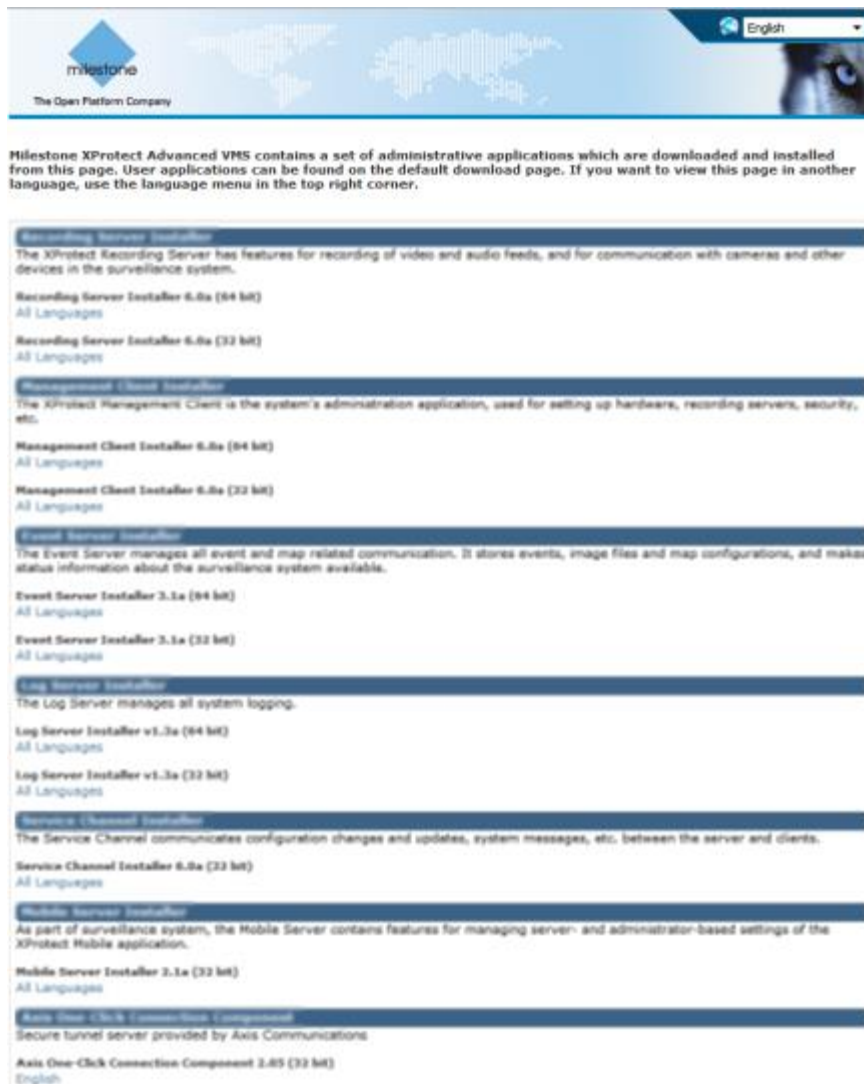 English
milestone
The Open Platform Company
Milestone XProtect Advanced VMS contains a set of administrative applications which are downloaded and installed
from this page. User applications can be found on the default download page. If you want to view this page in another
language, use the language menu in the top right corner.
Recording Server Installer
The XProtect Recording Server has features for recording of video and audio feeds, and for communication with cameras and other
devices in the surveillance system.
Recording Server Installer 6.0a (64 bit)
All Languages
Recording Server Installer 6.0a (32 bit)
All Languages
Management Client Installer
The XProtect Management Client is the system's administration application, used for setting up hardware, recording servers, security,
etc.
Management Client Installer 6.0a (64 bit)
All Languages
Management Client Installer 6.0a (32 bit)
All Languages
Event Server Installer
The Event Server manages all event and map related communication. It stores events, image files and map configurations, and makes
status information about the surveillance system available.
Event Server Installer 3.1a (64 bit)
All Languages
Event Server Installer 3.1a (32 bit)
All Languages
Log Server Installer
The Log Server manages all system logging.
Log Server Installer v1.3a (64 bit)
All Languages
Log Server Installer v1.3a (32 bit)
All Languages
Service Channel Installer
The Service Channel communicates configuration changes and updates, system messages, etc. between the server and clients.
Service Channel Installer 6.0a (32 bit)
All Languages
Mobile Server Installer
As part of surveillance system, the Mobile Server contains features for managing server- and administrator-based settings of the
XProtect Mobile application.
Mobile Server Installer 2.1a (32 bit)
All Languages
Axis One Click Connection Component
Secure tunnel server provided by Axis Communications
Axis One-Click Connection Component 2.05 (32 bit)
English